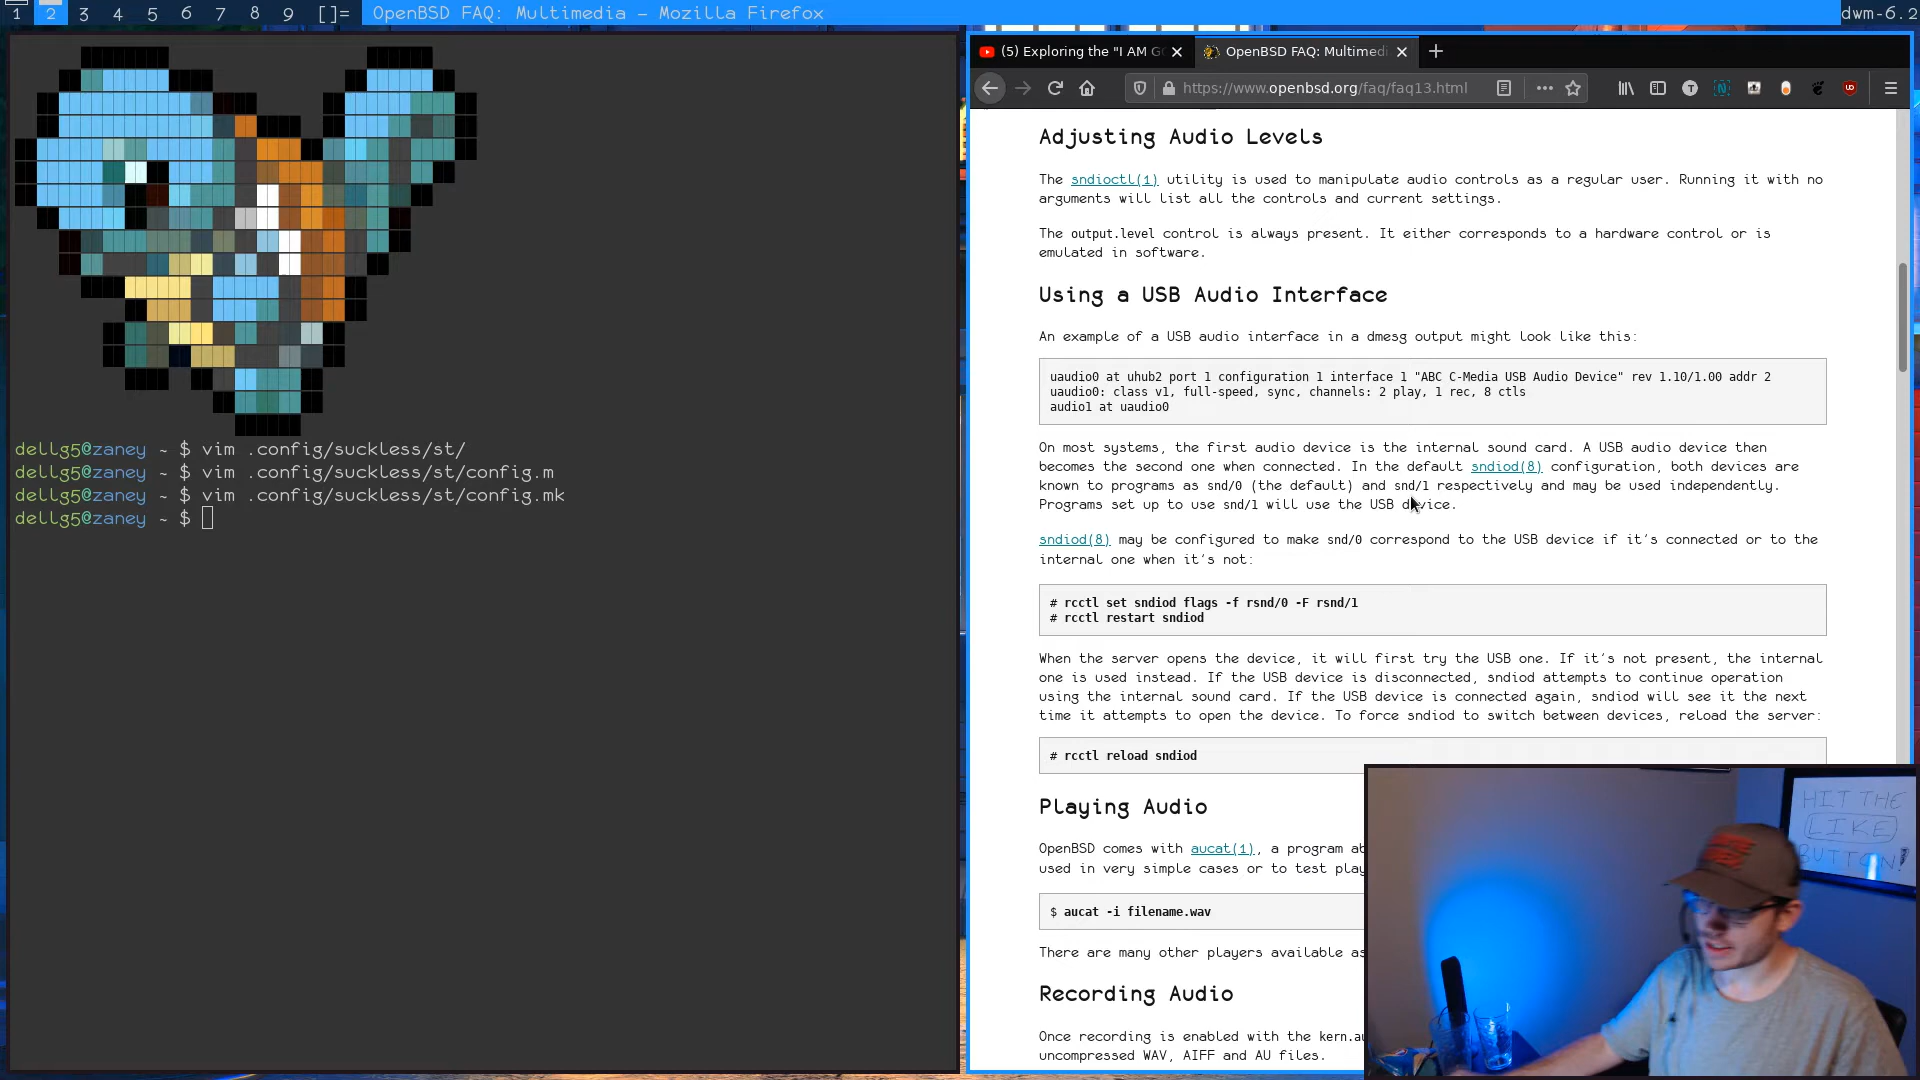 1 2 3 4 5 6 7 8 9 []= OpenBSD FAQ: Multimedia — Mozilla Firefox dwm-6.2
(5) Exploring the "I AM G
OpenBSD FAQ: Multimedi
https://www.openbsd.org/faq/faq13.html
dellg5@zaney ~ $ vim .config/suckless/st/
dellg5@zaney ~ $ vim .config/suckless/st/config.m
dellg5@zaney ~ $ vim .config/suckless/st/config.mk
dellg5@zaney ~ $
Adjusting Audio Levels
The sndioctl(1) utility is used to manipulate audio controls as a regular user. Running it with no
arguments will list all the controls and current settings.
The output.level control is always present. It either corresponds to a hardware control or is
emulated in software.
Using a USB Audio Interface
An example of a USB audio interface in a dmesg output might look like this:
uaudio0 at uhub2 port 1 configuration 1 interface 1 "ABC C-Media USB Audio Device" rev 1.10/1.00 addr 2
uaudio0: class v1, full-speed, sync, channels: 2 play, 1 rec, 8 ctls
audio1 at uaudio0
On most systems, the first audio device is the internal sound card. A USB audio device then
becomes the second one when connected. In the default sndiod(8) configuration, both devices are
known to programs as snd/0 (the default) and snd/1 respectively and may be used independently.
Programs set up to use snd/1 will use the USB device.
sndiod(8) may be configured to make snd/0 correspond to the USB device if it's connected or to the
internal one when it's not:
# rcctl set sndiod flags -f rsnd/0 -F rsnd/1
# rcctl restart sndiod
When the server opens the device, it will first try the USB one. If it's not present, the internal
one is used instead. If the USB device is disconnected, sndiod attempts to continue operation
using the internal sound card. If the USB device is connected again, sndiod will see it the next
time it attempts to open the device. To force sndiod to switch between devices, reload the server:
# rcctl reload sndiod
Playing Audio
OpenBSD comes with aucat(1), a program ab
used in very simple cases or to test play
$ aucat -i filename.wav
There are many other players available as
Recording Audio
Once recording is enabled with the kern.au
uncompressed WAV, AIFF and AU files.
HIT THE
LIKE
BUTTON!